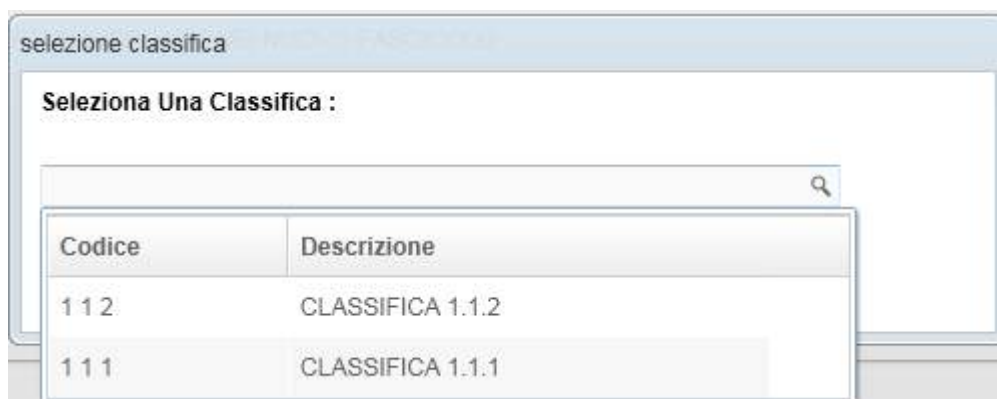 selezione classifica
Seleziona Una Classifica :
Codice Descrizione
1 1 2 CLASSIFICA 1.1.2
1 1 1 CLASSIFICA 1.1.1